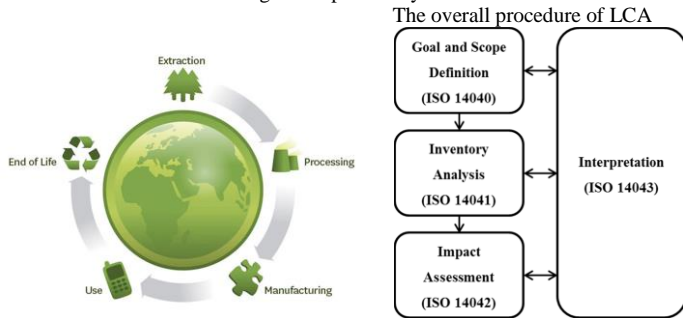 The overall procedure of LCA
Extraction
Processing
Manufacturing
Use
End of Life
Goal and Scope
Definition
(ISO 14040)
Inventory
Analysis
(ISO 14041)
Impact
Assessment
(ISO 14042)
Interpretation
(ISO 14043)